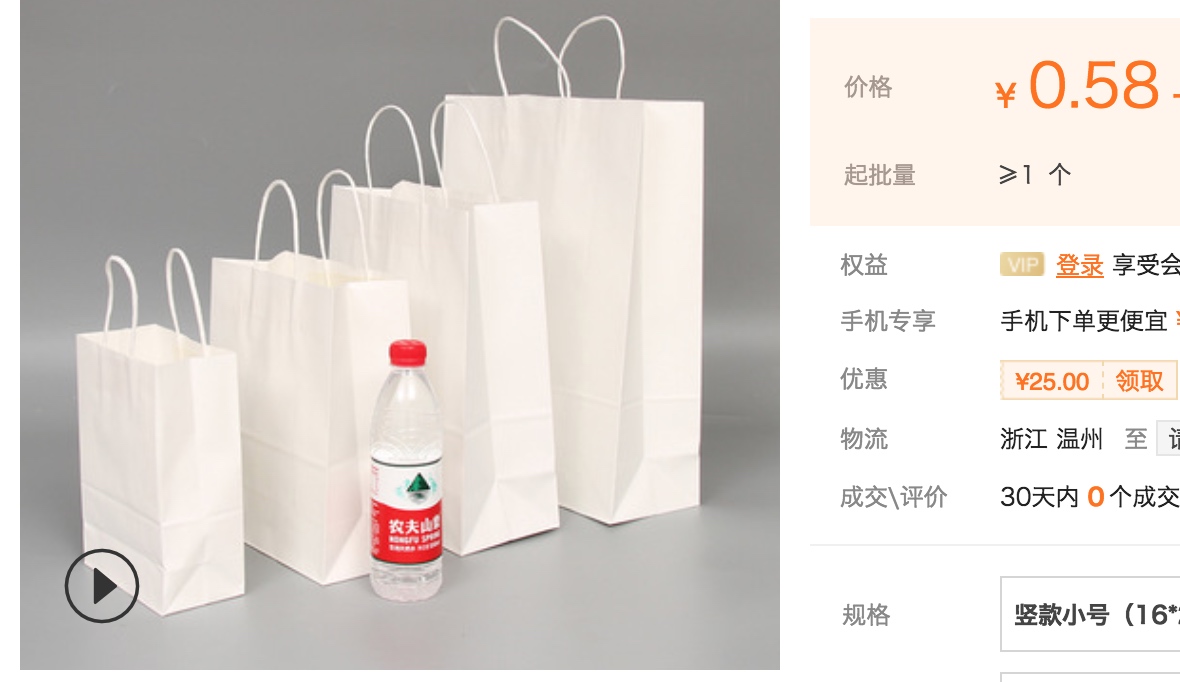 价格
¥ 0.58
起批量
≥1 个
权益
VIP 登录 享受会
手机专享
手机下单更便宜 ¥
优惠
¥25.00 领取
物流
浙江 温州 至
成交\评价
30天内 0 个成交
规格
竖款小号（16*
农夫山